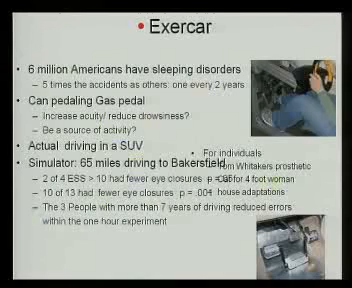 • Exercar
• 6 million Americans have sleeping disorders
– 5 times the accidents as others: one every 2 years
• Can pedaling Gas pedal
– Increase acuity/ reduce drowsiness?
– Be a source of activity?
• Actual driving in a SUV
• Simulator: 65 miles driving to Bakersfield
– 2 of 4 ESS > 10 had fewer eye closures p = .05
– 10 of 13 had fewer eye closures p = .004
– The 3 People with more than 7 years of driving reduced errors
within the one hour experiment
• For individuals
Tom Whitakers prosthetic
Car for 4 foot woman
house adaptations